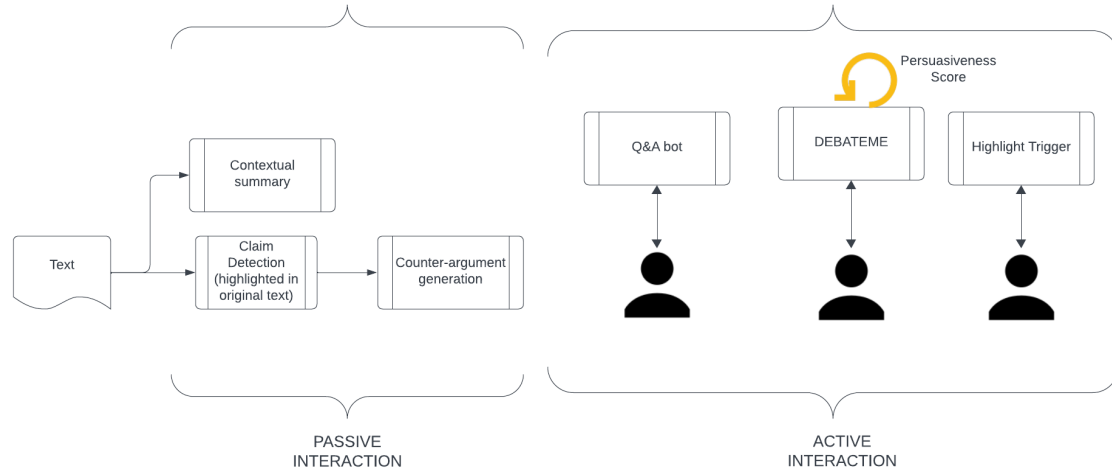 Persuasiveness
Score
Q&A bot
DEBATEME
Highlight Trigger
Contextual
summary
Text
Claim
Detection
(highlighted in
original text)
Counter-argument
generation
PASSIVE
INTERACTION
ACTIVE
INTERACTION